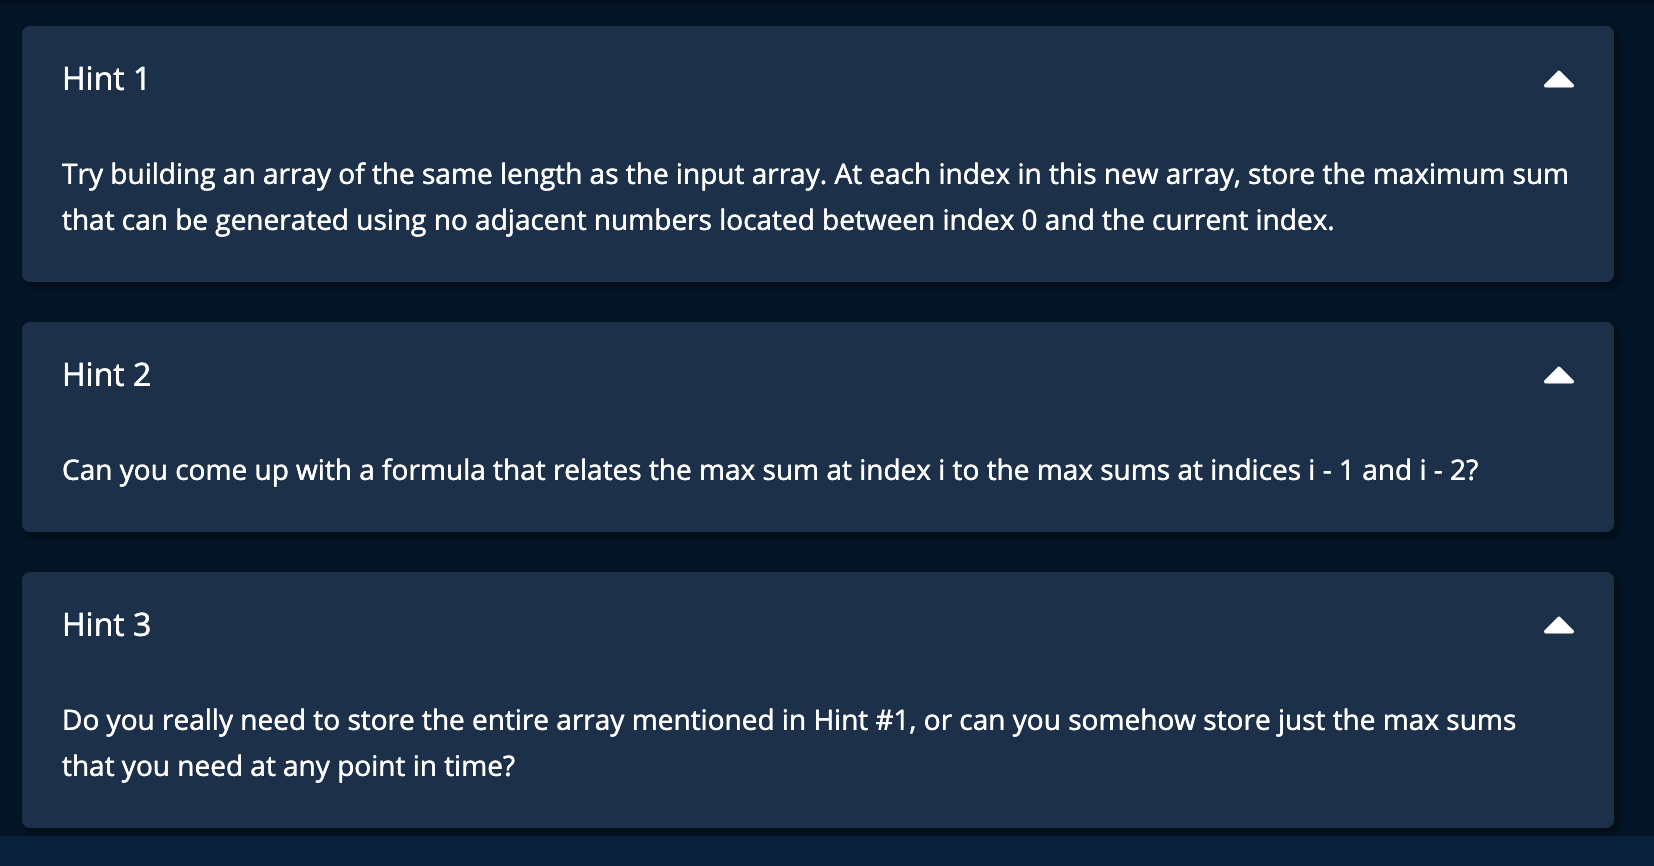 Hint 1
Try building an array of the same length as the input array. At each index in this new array, store the maximum sum
that can be generated using no adjacent numbers located between index 0 and the current index.
Hint 2
Can you come up with a formula that relates the max sum at index i to the max sums at indices i - 1 and i - 2?
Hint 3
Do you really need to store the entire array mentioned in Hint #1, or can you somehow store just the max sums
that you need at any point in time?